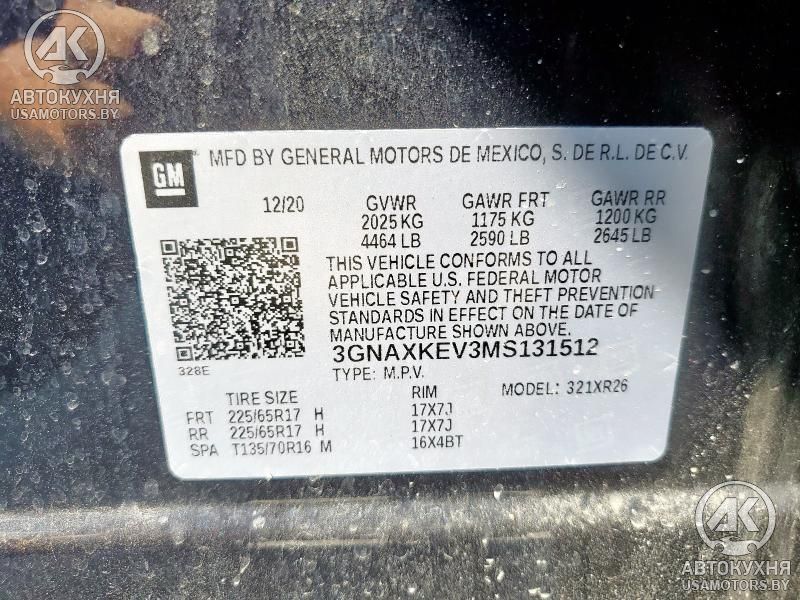 АВТОКУХНЯ
USAMOTORS.BY
GM
MFD BY GENERAL MOTORS DE MEXICO, S. DE R.L. DE C.V.
12/20 GVWR GAWR FRT GAWR RR
2025 KG 1175 KG 1200 KG
4464 LB 2590 LB 2645 LB
THIS VEHICLE CONFORMS TO ALL
APPLICABLE U.S. FEDERAL MOTOR
VEHICLE SAFETY AND THEFT PREVENTION
STANDARDS IN EFFECT ON THE DATE OF
MANUFACTURE SHOWN ABOVE.
328E
3GNAXKEV3MS131512
TYPE: M.P.V. MODEL: 321XR26
TIRE SIZE RIM
FRT 225/65R17 H 17X7J
RR 225/65R17 H 17X7J
SPA T135/70R16 M 16X4BT
АК
АВТОКУХНЯ
USAMOTORS.BY